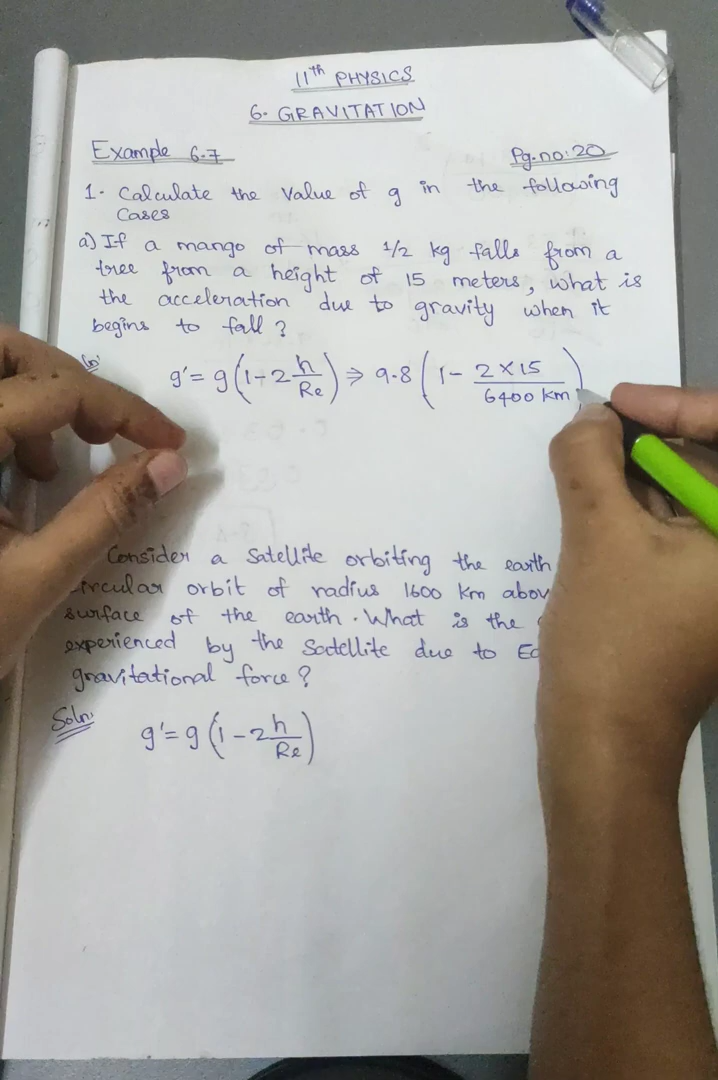 11th PHYSICS
6. GRAVITATION
Example 6.7 Pg.no: 20
1. Calculate the value of g in the following
cases
a) If a mango of mass 1/2 kg falls from a
tree from a height of 15 meters, what is
the acceleration due to gravity when it
begins to fall?
g' = g(1-2 h/Re) ⇒ 9.8 (1 - 2×15/6400 km)
Consider a satellite orbiting the earth
circular orbit of radius 1600 km
surface of the earth. What is the
experienced by the Satellite due to
gravitational force?
Soln:
g' = g (1 - 2 h/Re)